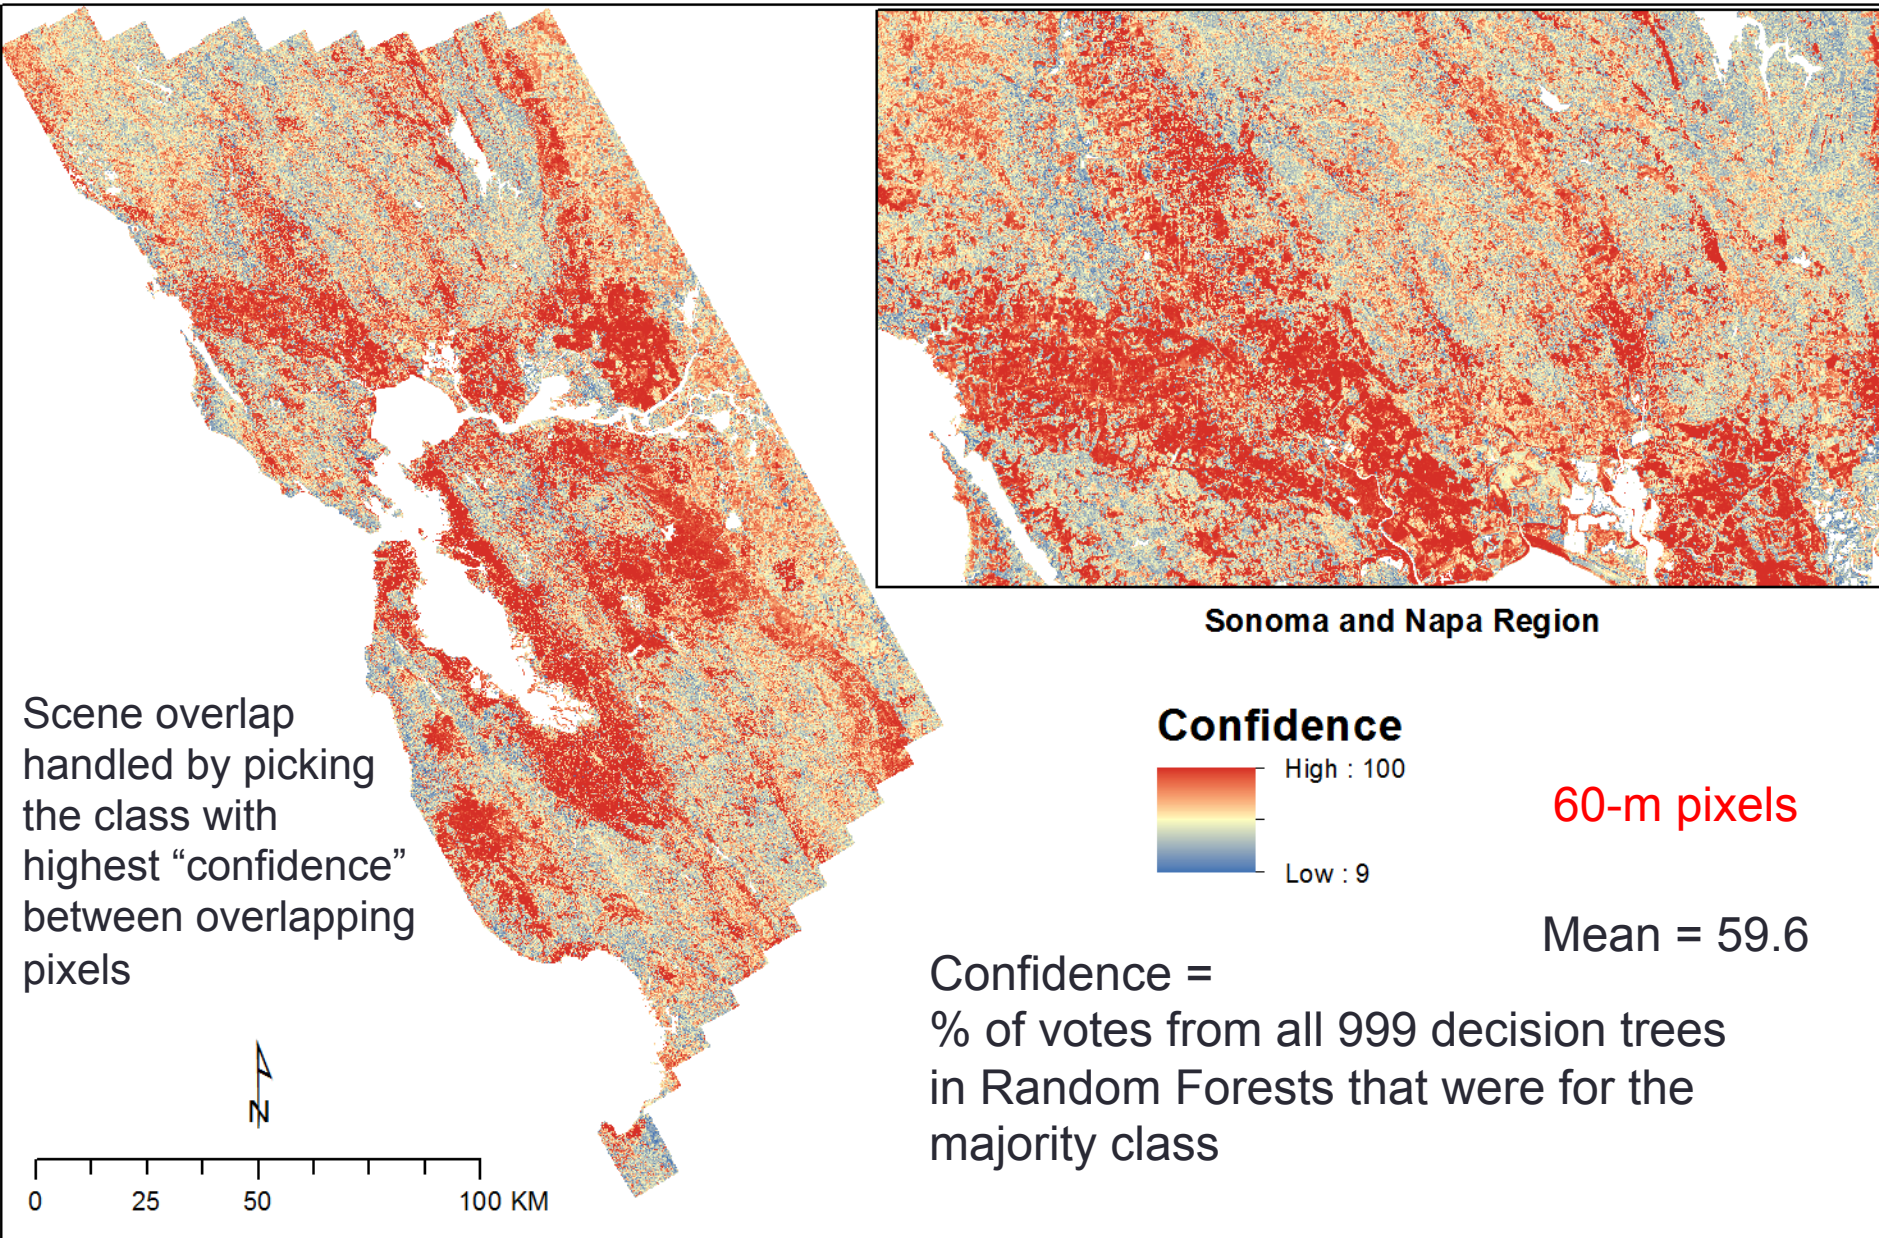 Sonoma and Napa Region
Scene overlap
handled by picking
the class with
highest “confidence”
between overlapping
pixels
Confidence
High : 100
Low : 9
60-m pixels
Mean = 59.6
Confidence =
% of votes from all 999 decision trees
in Random Forests that were for the
majority class
N
0 25 50 100 KM